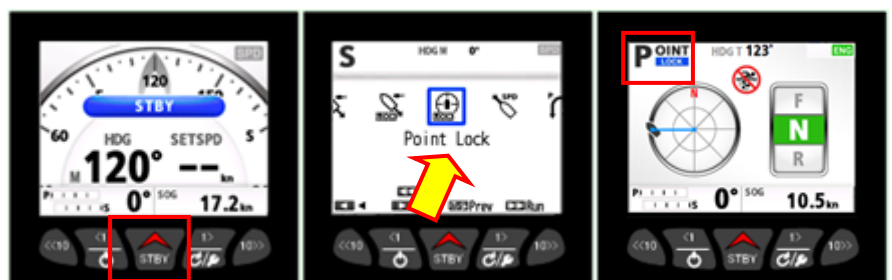 SPD
120
STBY
60
HDG
SETSPD
S
M 120°
--kn
P
S
0°
SOG
17.2kn
<<10
<1
STBY
1>
10>>
S
HDG M 0°
SPD
Point Lock
Prev
Run
<<10
<1
STBY
1>
10>>
POINT
LOCK
HDG T 123°
ENG
N
F
N
R
P
S
0°
SOG
10.5kn
<<10
<1
STBY
1>
10>>